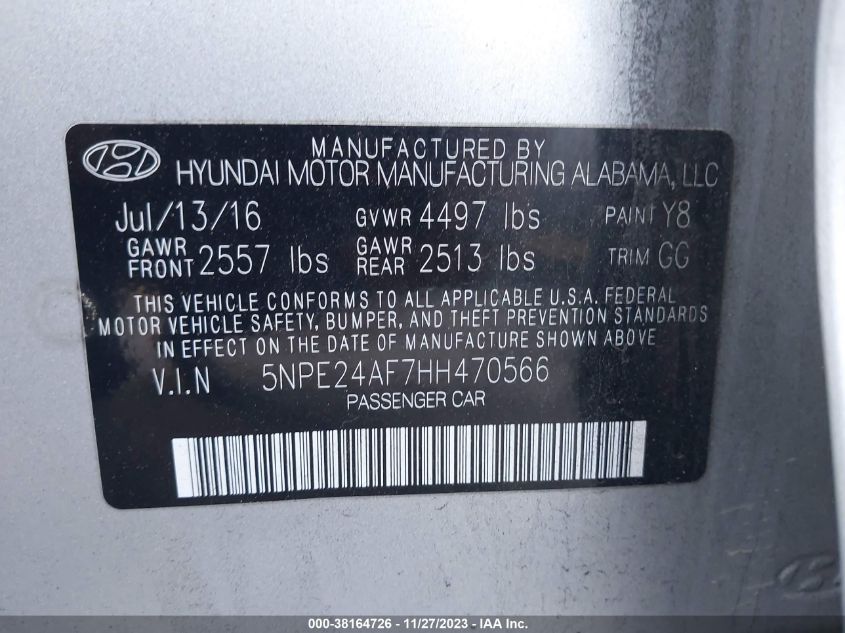 MANUFACTURED BY
HYUNDAI MOTOR MANUFACTURING ALABAMA, LLC
Jul/13/16 GVWR 4497 lbs PAINT Y8
GAWR FRONT 2557 lbs GAWR REAR 2513 lbs TRIM GG
THIS VEHICLE CONFORMS TO ALL APPLICABLE U.S.A. FEDERAL
MOTOR VEHICLE SAFETY, BUMPER, AND THEFT PREVENTION STANDARDS
IN EFFECT ON THE DATE OF MANUFACTURE SHOWN ABOVE
V.I.N 5NPE24AF7HH470566
PASSENGER CAR
000-38164726 - 11/27/2023 - IAA Inc.